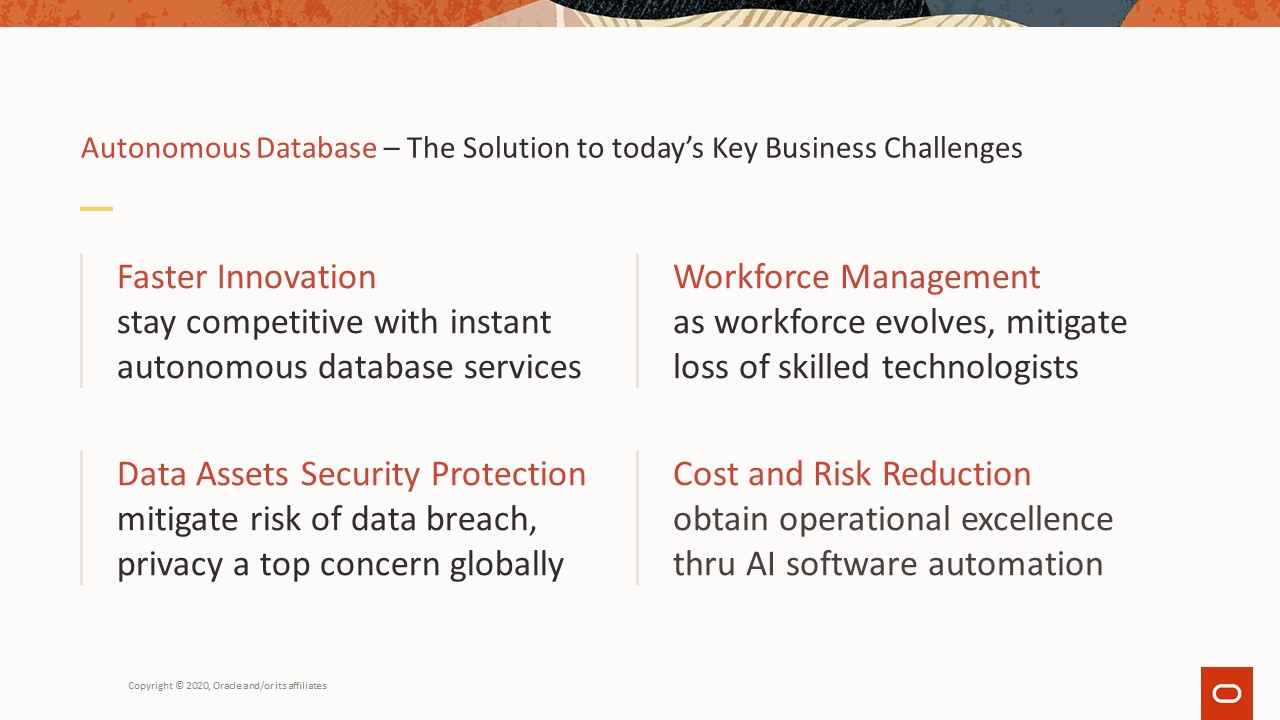 Autonomous Database – The Solution to today’s Key Business Challenges
Faster Innovation
stay competitive with instant
autonomous database services
Workforce Management
as workforce evolves, mitigate
loss of skilled technologists
Data Assets Security Protection
mitigate risk of data breach,
privacy a top concern globally
Cost and Risk Reduction
obtain operational excellence
thru AI software automation
Copyright © 2020, Oracle and/or its affiliates